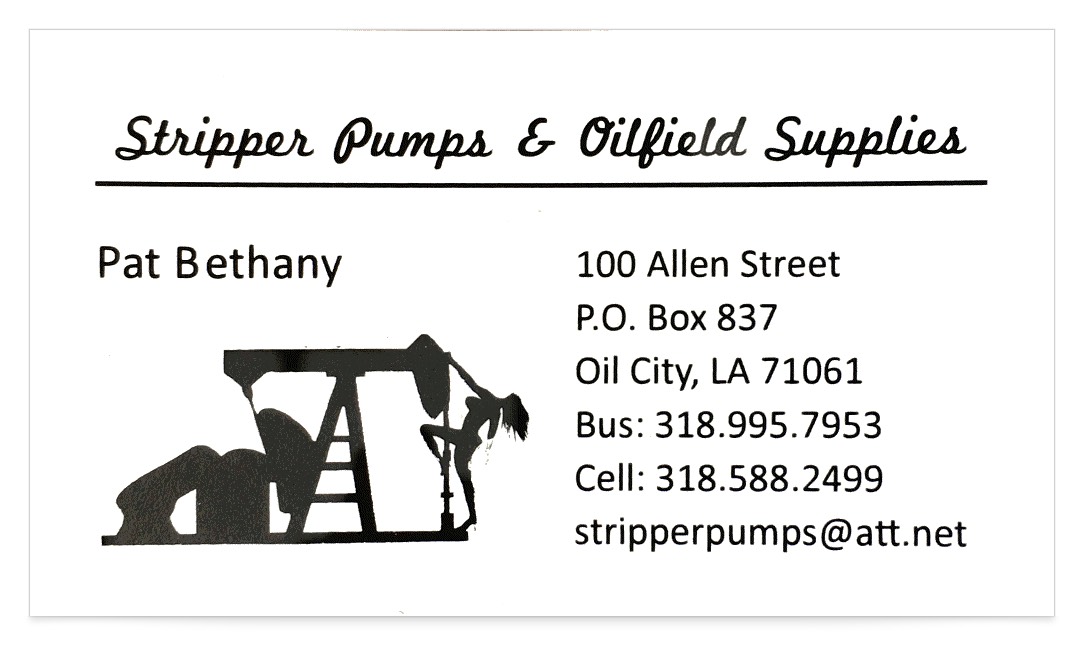 Stripper Pumps & Oilfield Supplies
Pat Bethany
100 Allen Street
P.O. Box 837
Oil City, LA 71061
Bus: 318.995.7953
Cell: 318.588.2499
stripperpumps@att.net